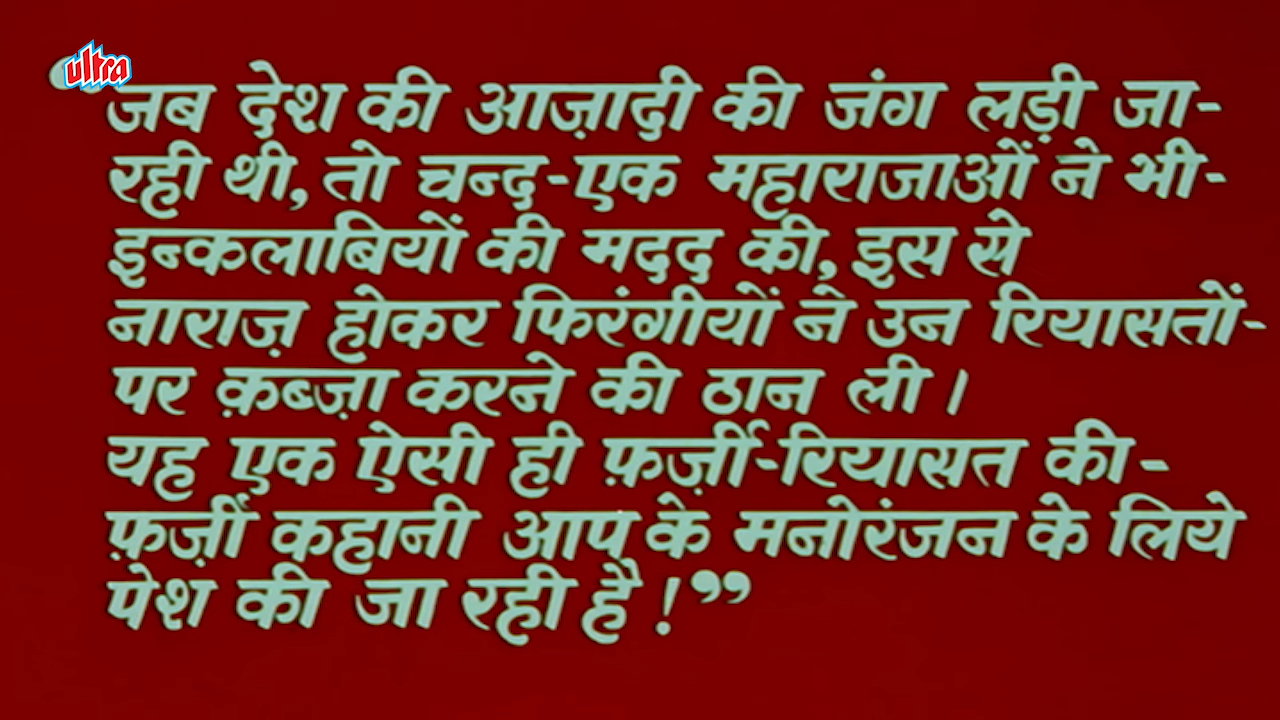 ultra
जब देश की आज़ादी की जंग लड़ी जा-
रही थी, तो चन्द-एक महाराजाओं ने भी-
इन्कलाबियों की मदद की, इस से
नाराज़ होकर फिरंगीयों ने उन रियासतों-
पर क़ब्ज़ा करने की ठान ली।
यह एक ऐसी ही फ़र्ज़ी-रियासत की-
फ़र्ज़ी कहानी आप के मनोरंजन के लिये
पेश की जा रही है!”